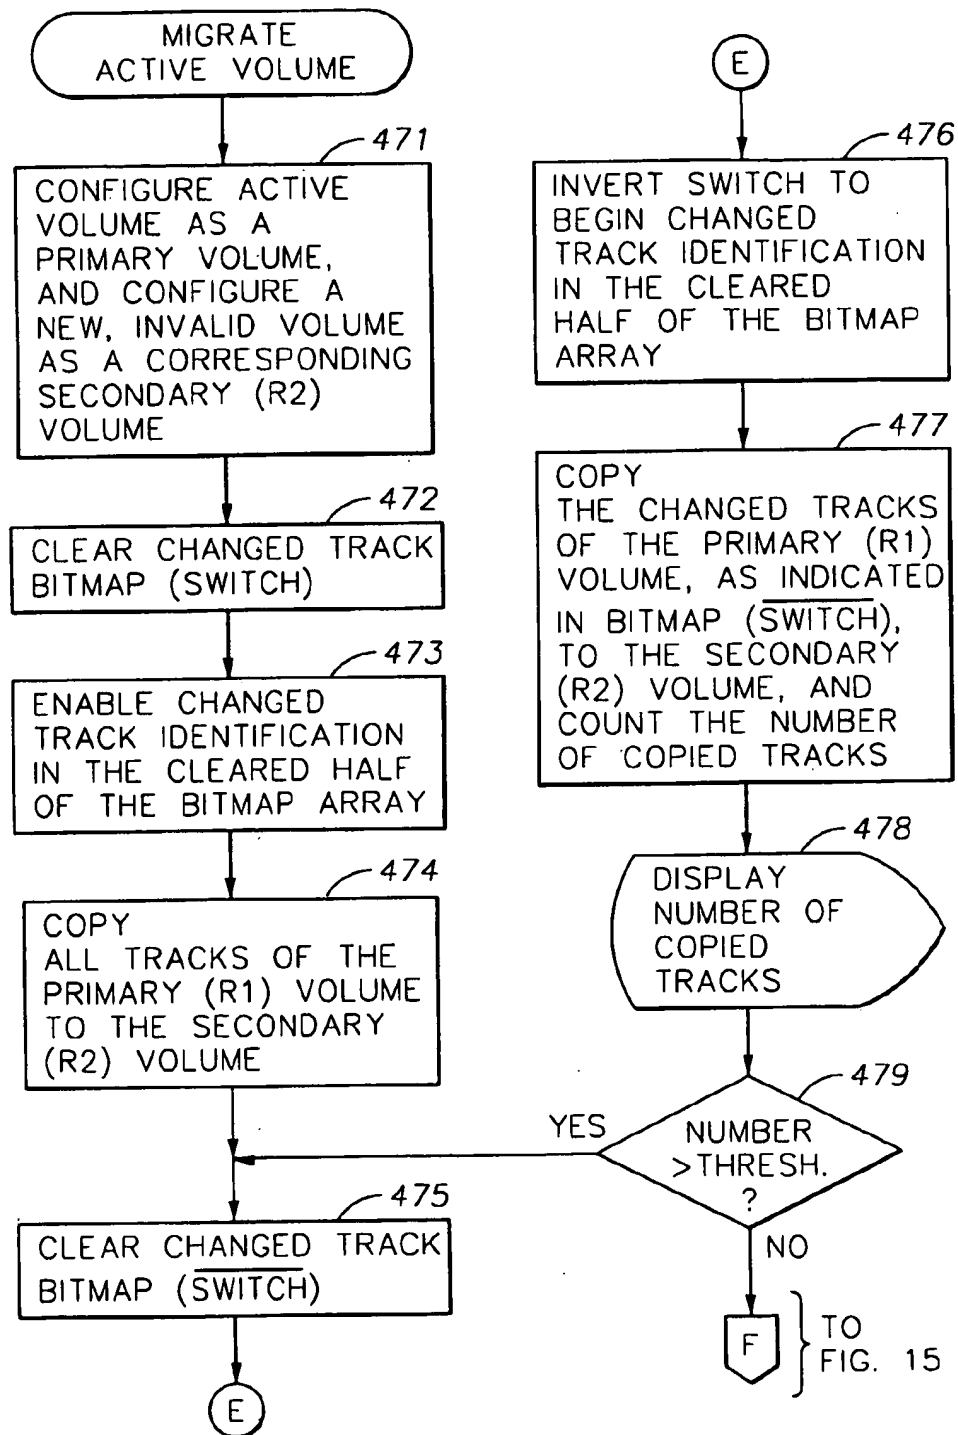 MIGRATE
ACTIVE VOLUME
471
CONFIGURE ACTIVE
VOLUME AS A
PRIMARY VOLUME,
AND CONFIGURE A
NEW, INVALID VOLUME
AS A CORRESPONDING
SECONDARY (R2)
VOLUME
472
CLEAR CHANGED TRACK
BITMAP (SWITCH)
473
ENABLE CHANGED
TRACK IDENTIFICATION
IN THE CLEARED HALF
OF THE BITMAP ARRAY
474
COPY
ALL TRACKS OF THE
PRIMARY (R1) VOLUME
TO THE SECONDARY
(R2) VOLUME
475
CLEAR CHANGED TRACK
BITMAP (S̅W̅I̅T̅C̅H̅)
E
E
476
INVERT SWITCH TO
BEGIN CHANGED
TRACK IDENTIFICATION
IN THE CLEARED
HALF OF THE BITMAP
ARRAY
477
COPY
THE CHANGED TRACKS
OF THE PRIMARY (R1)
VOLUME, AS INDICATED
IN BITMAP (S̅W̅I̅T̅C̅H̅),
TO THE SECONDARY
(R2) VOLUME, AND
COUNT THE NUMBER
OF COPIED TRACKS
478
DISPLAY
NUMBER OF
COPIED
TRACKS
479
NUMBER
>THRESH.
?
YES
NO
F
TO
FIG. 15